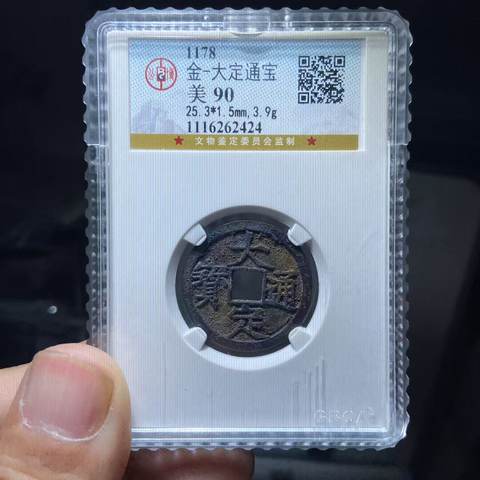 1178
金-大定通宝
美 90
25.3*1.5mm,3.9g
1116262424
★ 文物鉴定委员会监制 ★
大定通寶